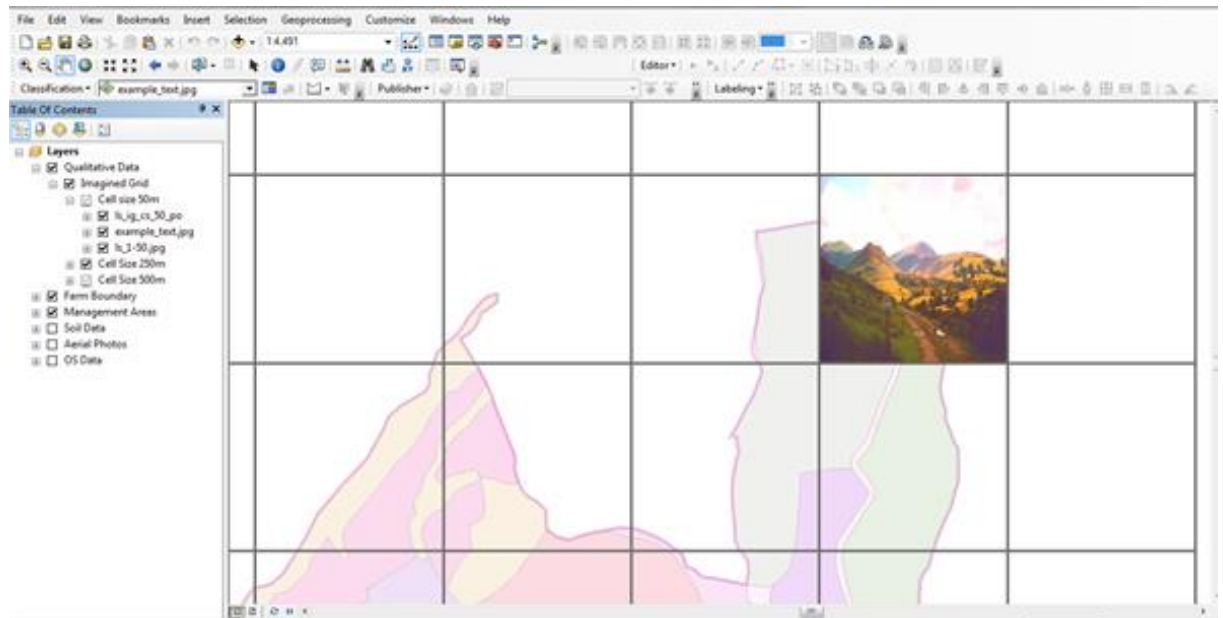 File Edit View Bookmarks Insert Selection Geoprocessing Customize Windows Help
1:4,491
Editor
Classification example_text.jpg Publisher Labeling
Table Of Contents
Layers
Qualitative Data
Imagined Grid
Cell size 50m
ls_ig_cs_50_po
example_text.jpg
ls_1-50.jpg
Cell Size 250m
Cell Size 500m
Farm Boundary
Management Areas
Soil Data
Aerial Photos
OS Data